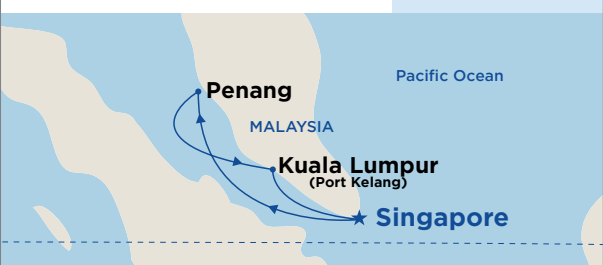 Pacific Ocean
Penang
MALAYSIA
Kuala Lumpur
(Port Kelang)
Singapore